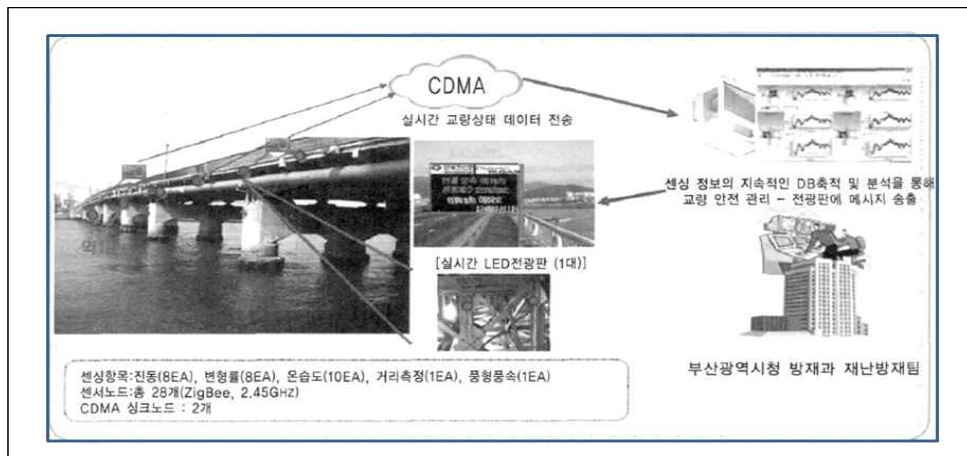 CDMA
실시간 교량상태 데이터 전송
센싱 정보의 지속적인 DB축적 및 분석을 통해
교량 안전 관리 - 전광판에 메시지 송출
[실시간 LED전광판 (1대)]
부산광역시청 방재과 재난방재팀
센싱항목:진동(8EA), 변형률(8EA), 온습도(10EA), 거리측정(1EA), 풍형풍속(1EA)
센서노드:총 28개(ZigBee, 2.45GHZ)
CDMA 싱크노드 : 2개